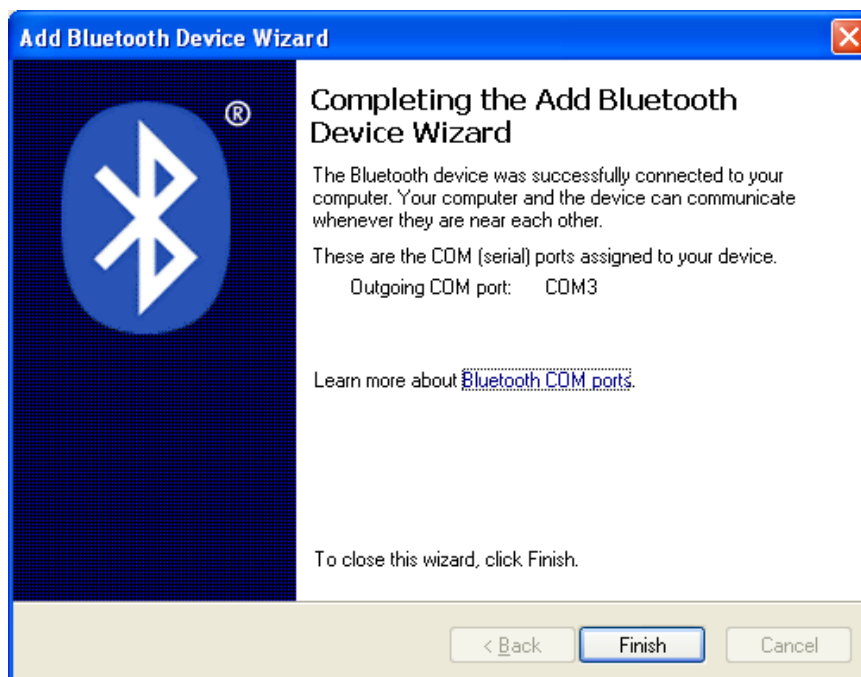 Add Bluetooth Device Wizard
®
Completing the Add Bluetooth
Device Wizard
The Bluetooth device was successfully connected to your
computer. Your computer and the device can communicate
whenever they are near each other.
These are the COM (serial) ports assigned to your device.
Outgoing COM port: COM3
Learn more about Bluetooth COM ports.
To close this wizard, click Finish.
< Back Finish Cancel